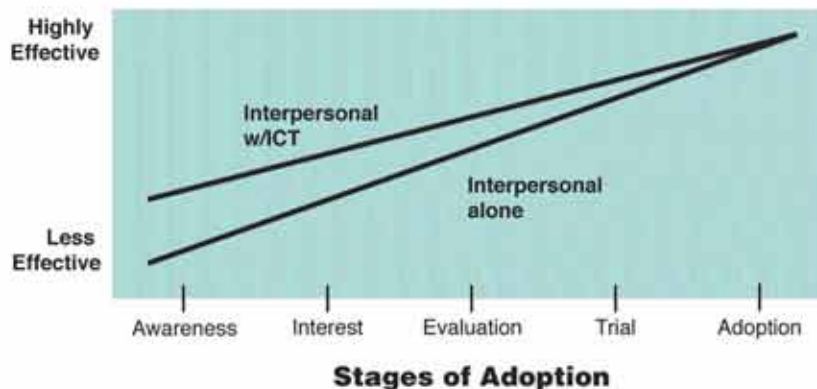 Highly
Effective
Interpersonal
w/ICT
Interpersonal
alone
Less
Effective
Awareness Interest Evaluation Trial Adoption
Stages of Adoption